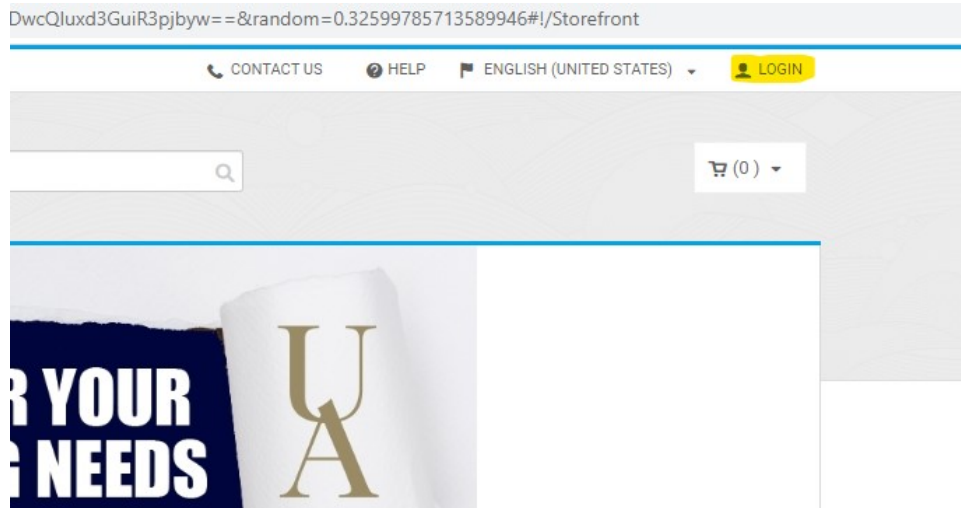 DwcQluxd3GuiR3pjbyw==&random=0.32599785713589946#!/Storefront
CONTACT US HELP ENGLISH (UNITED STATES) LOGIN
(0 )
R YOUR
G NEEDS
UA